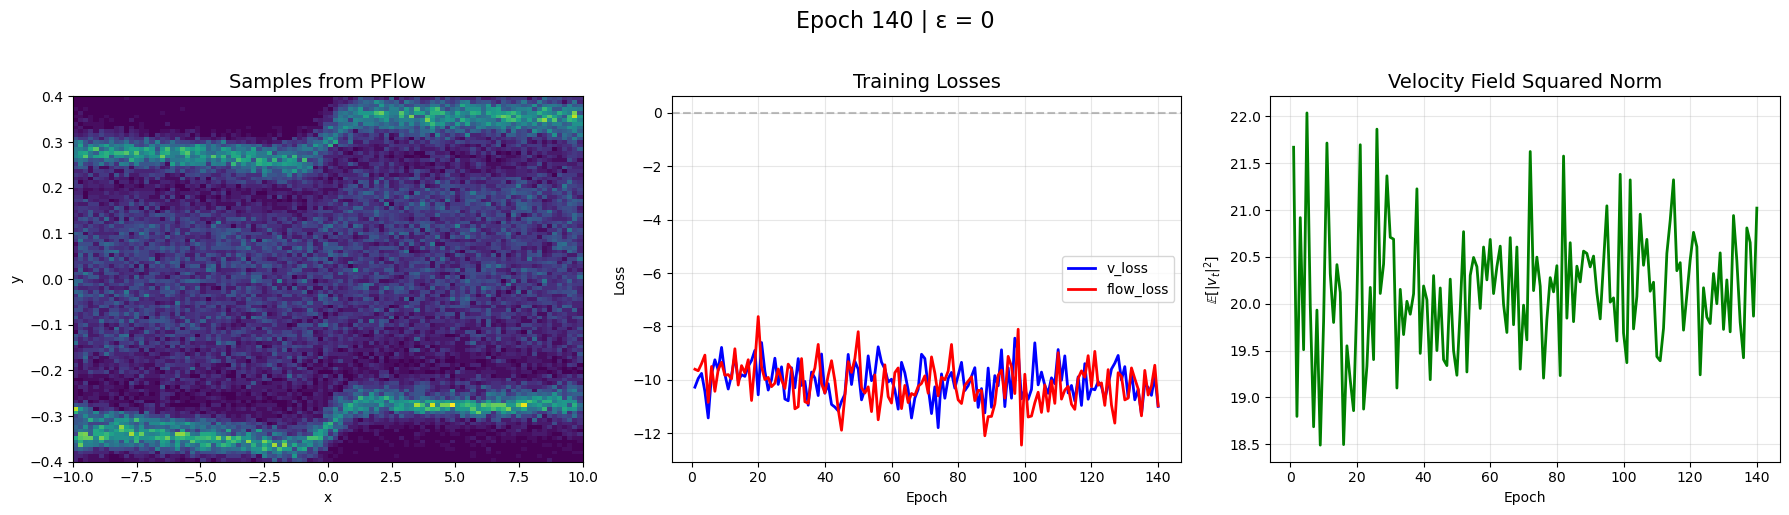 Epoch 140 | ε = 0
Samples from PFlow
0.4
0.3
0.2
0.1
0.0
−0.1
−0.2
−0.3
−0.4
y
−10.0 −7.5 −5.0 −2.5 0.0 2.5 5.0 7.5 10.0
x
Training Losses
0
−2
−4
−6
−8
−10
−12
Loss
v_loss
flow_loss
0 20 40 60 80 100 120 140
Epoch
Velocity Field Squared Norm
22.0
21.5
21.0
20.5
20.0
19.5
19.0
18.5
𝔼[|v_t|²]
0 20 40 60 80 100 120 140
Epoch